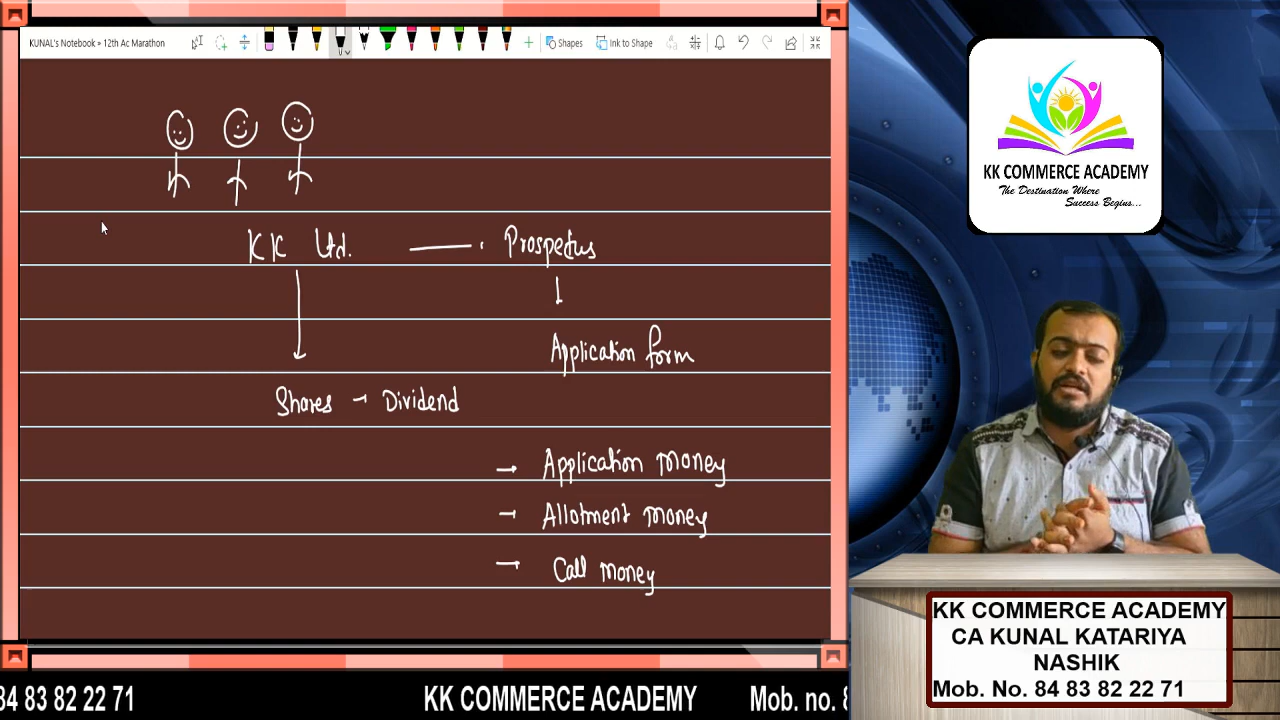 KUNAL's Notebook » 12th Ac Marathon
Shapes
Ink to Shape
KK Ltd. Prospectus
Application form
Shares → Dividend
→ Application Money
→ Allotment Money
→ Call Money
KK COMMERCE ACADEMY
The Destination Where
Success Begins...
KK COMMERCE ACADEMY
CA KUNAL KATARIYA
NASHIK
Mob. No. 84 83 82 22 71
84 83 82 22 71 KK COMMERCE ACADEMY Mob. no. 8